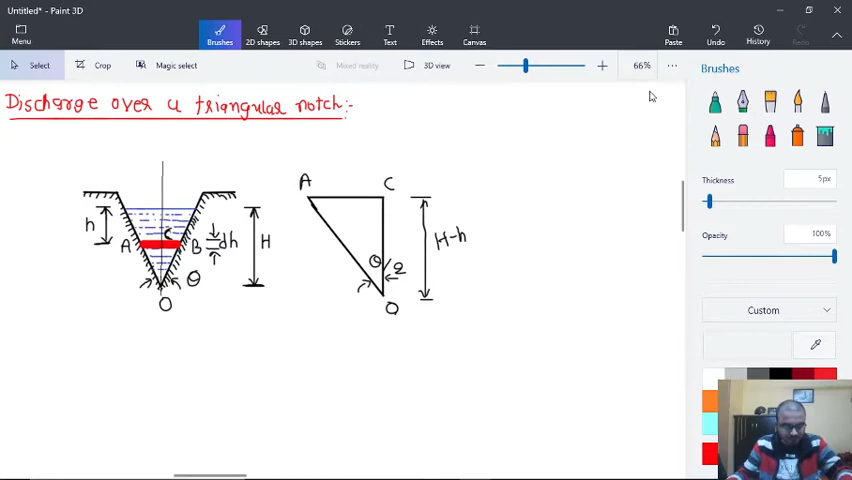 Untitled* - Paint 3D
Menu
Brushes
2D shapes
3D shapes
Stickers
Text
Effects
Canvas
Paste
Undo
History
Redo
Select
Crop
Magic select
Mixed reality
3D view
66%
Brushes
Discharge over a triangular notch:-
Thickness
5px
Opacity
100%
Custom
A
C
h
A
C
B
dh
H
θ
O
θ/2
H-h
O